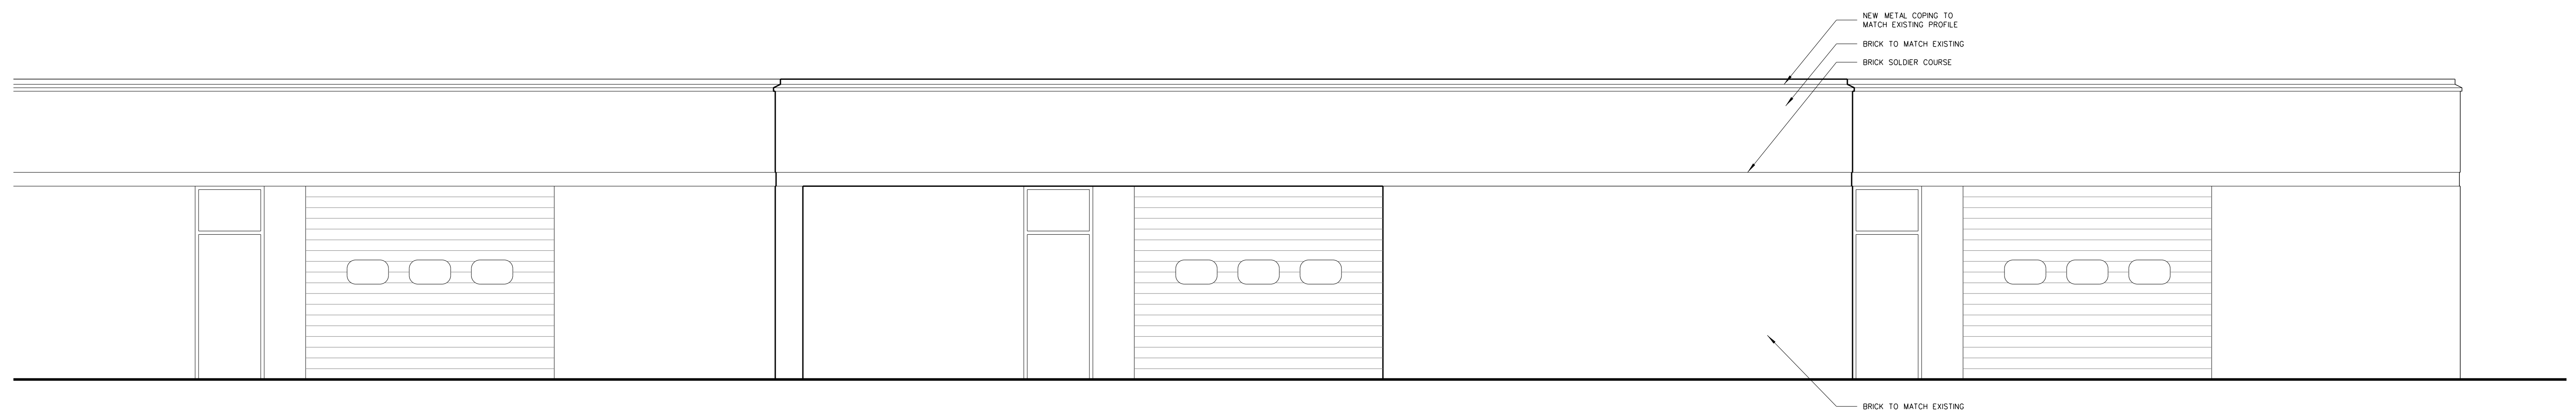 NEW METAL COPING TO
MATCH EXISTING PROFILE
BRICK TO MATCH EXISTING
BRICK SOLDIER COURSE
BRICK TO MATCH EXISTING